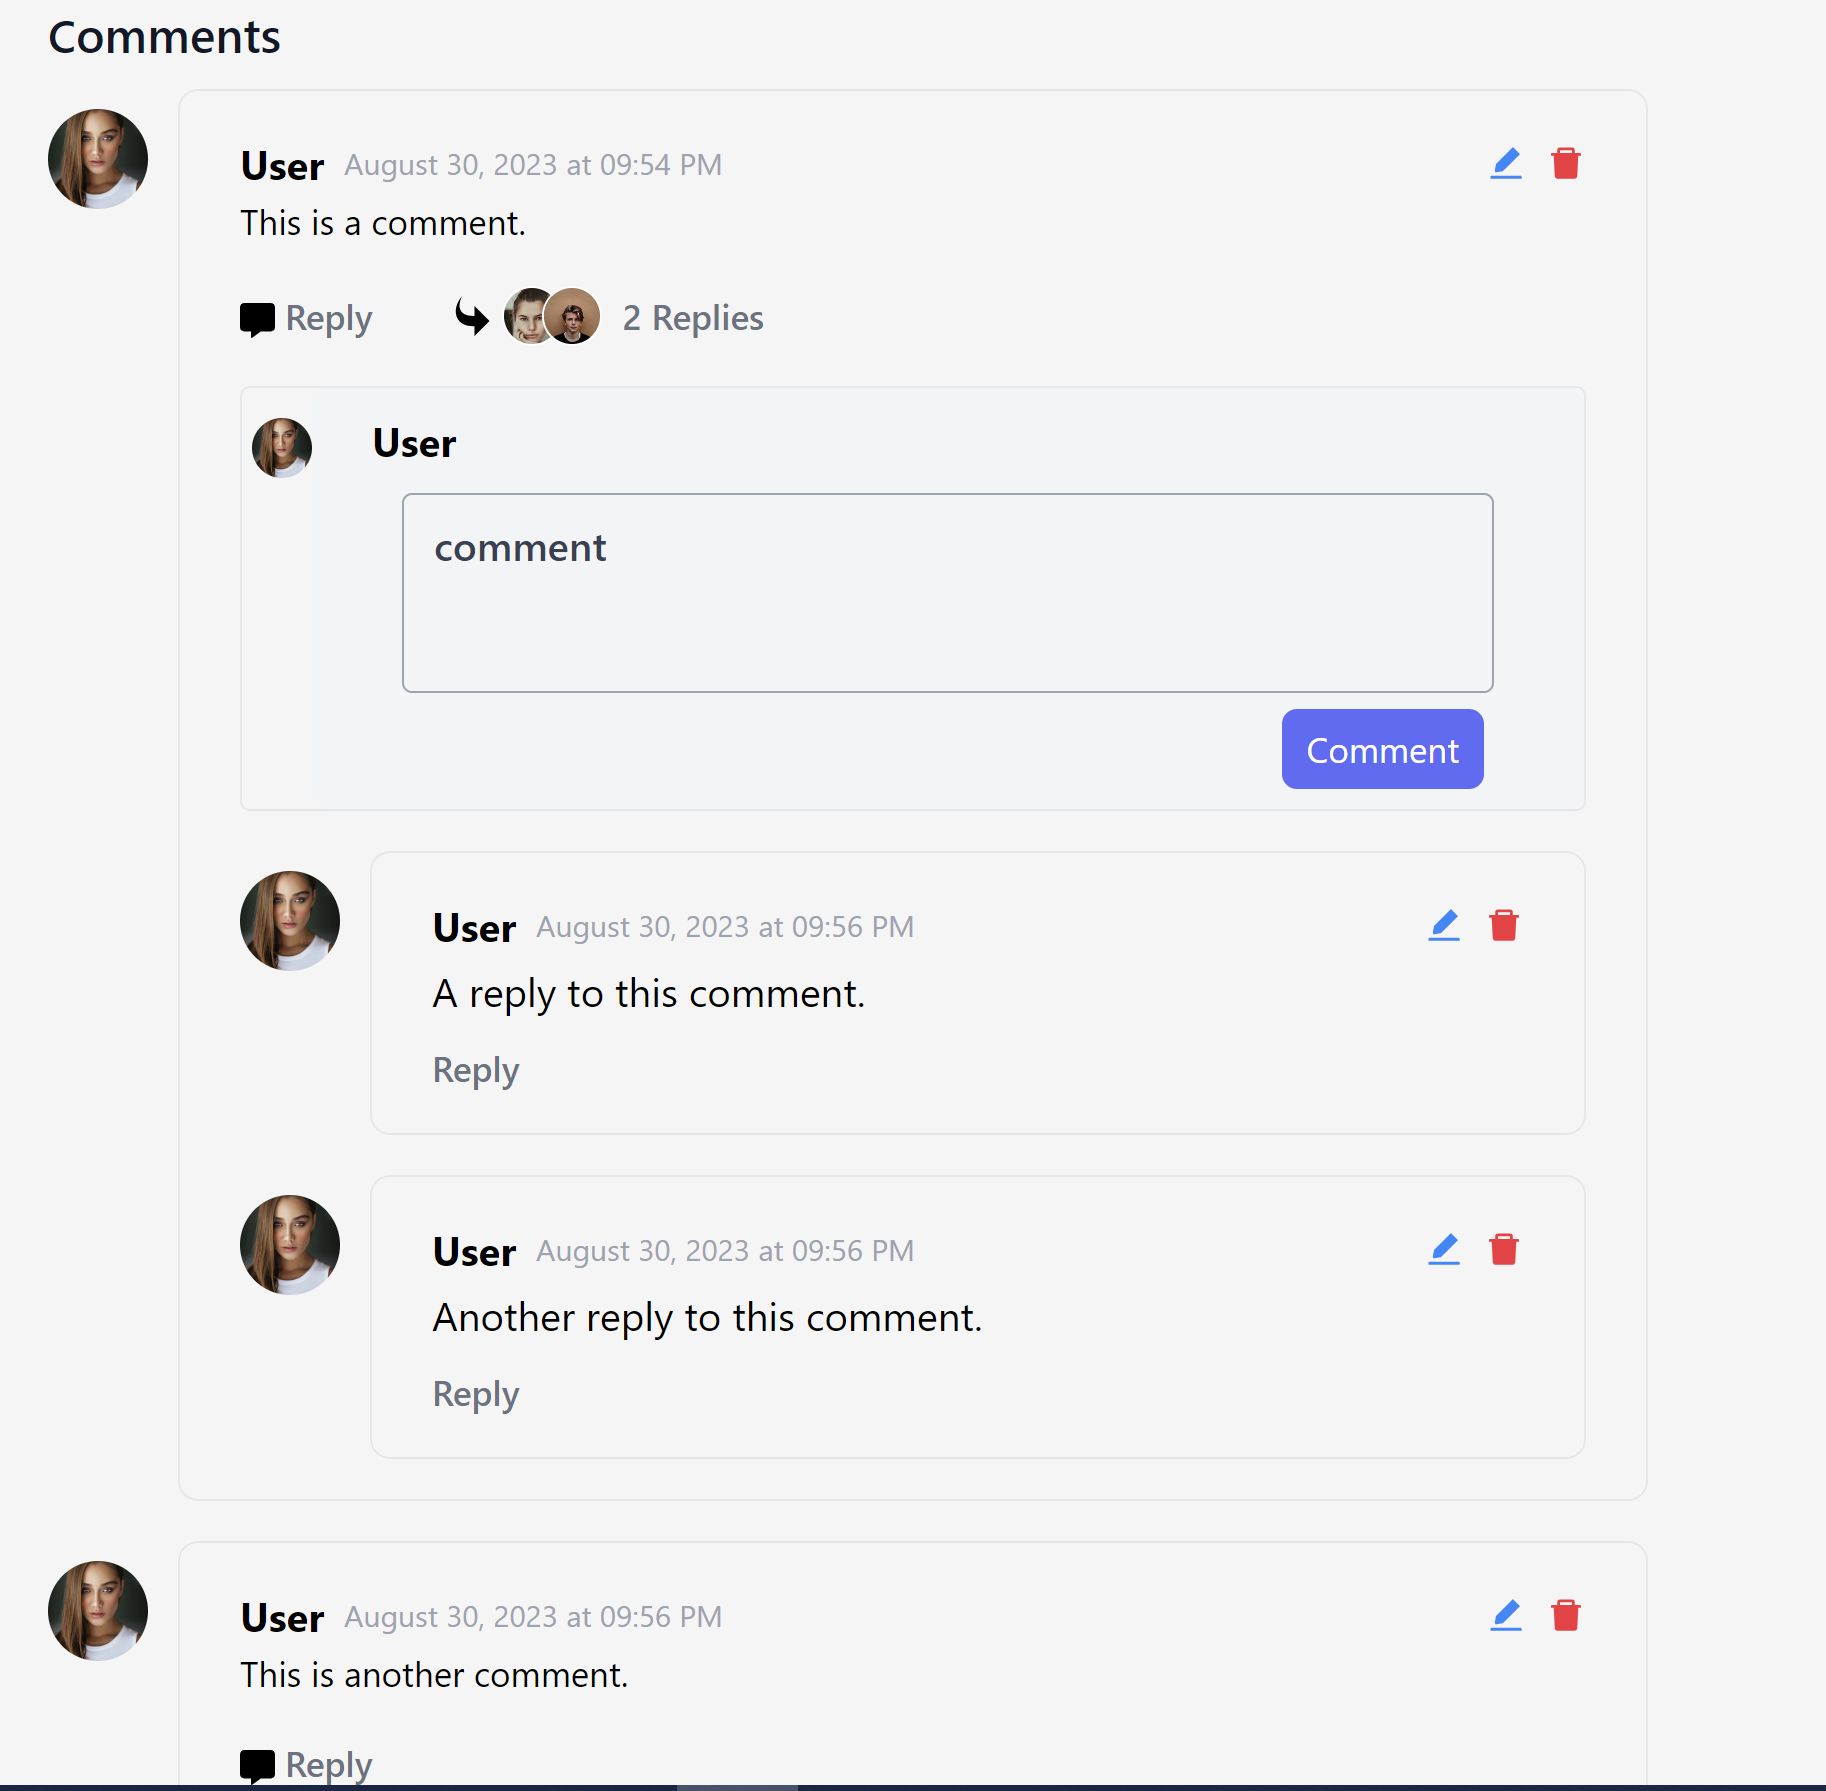 Comments
User August 30, 2023 at 09:54 PM
This is a comment.
Reply 2 Replies
User
comment
Comment
User August 30, 2023 at 09:56 PM
A reply to this comment.
Reply
User August 30, 2023 at 09:56 PM
Another reply to this comment.
Reply
User August 30, 2023 at 09:56 PM
This is another comment.
Reply